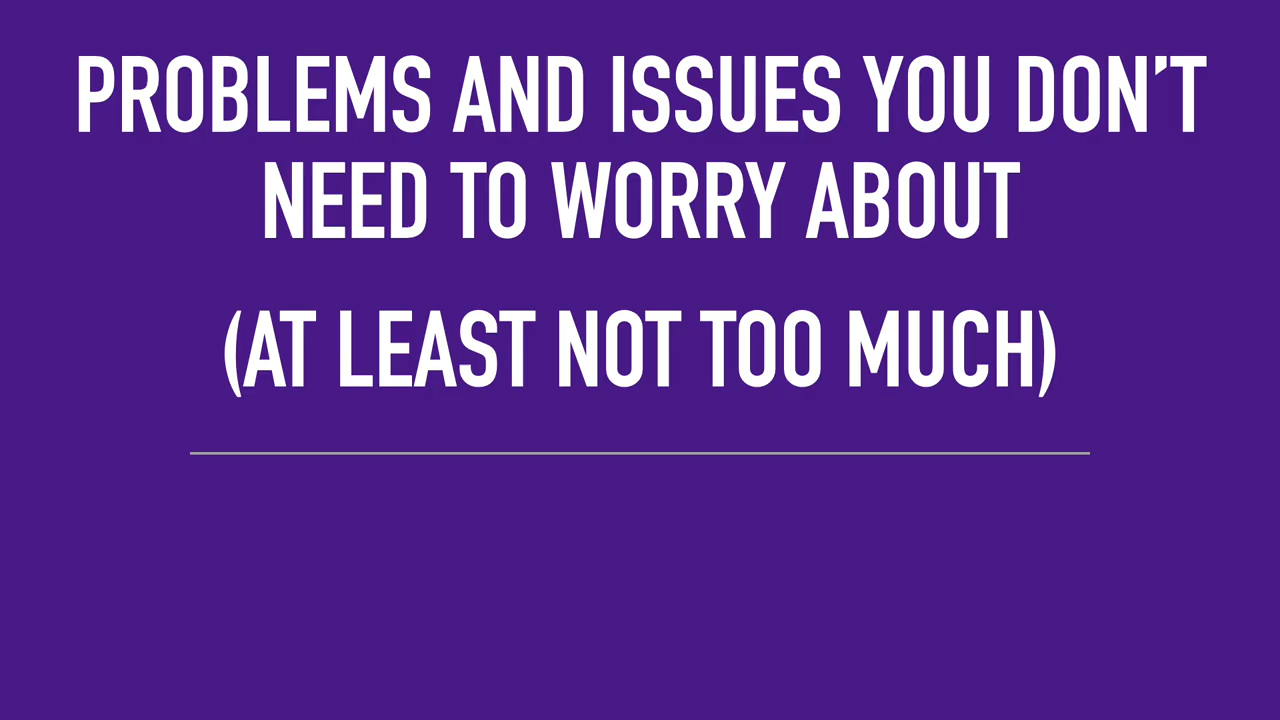 PROBLEMS AND ISSUES YOU DON’T
NEED TO WORRY ABOUT
(AT LEAST NOT TOO MUCH)